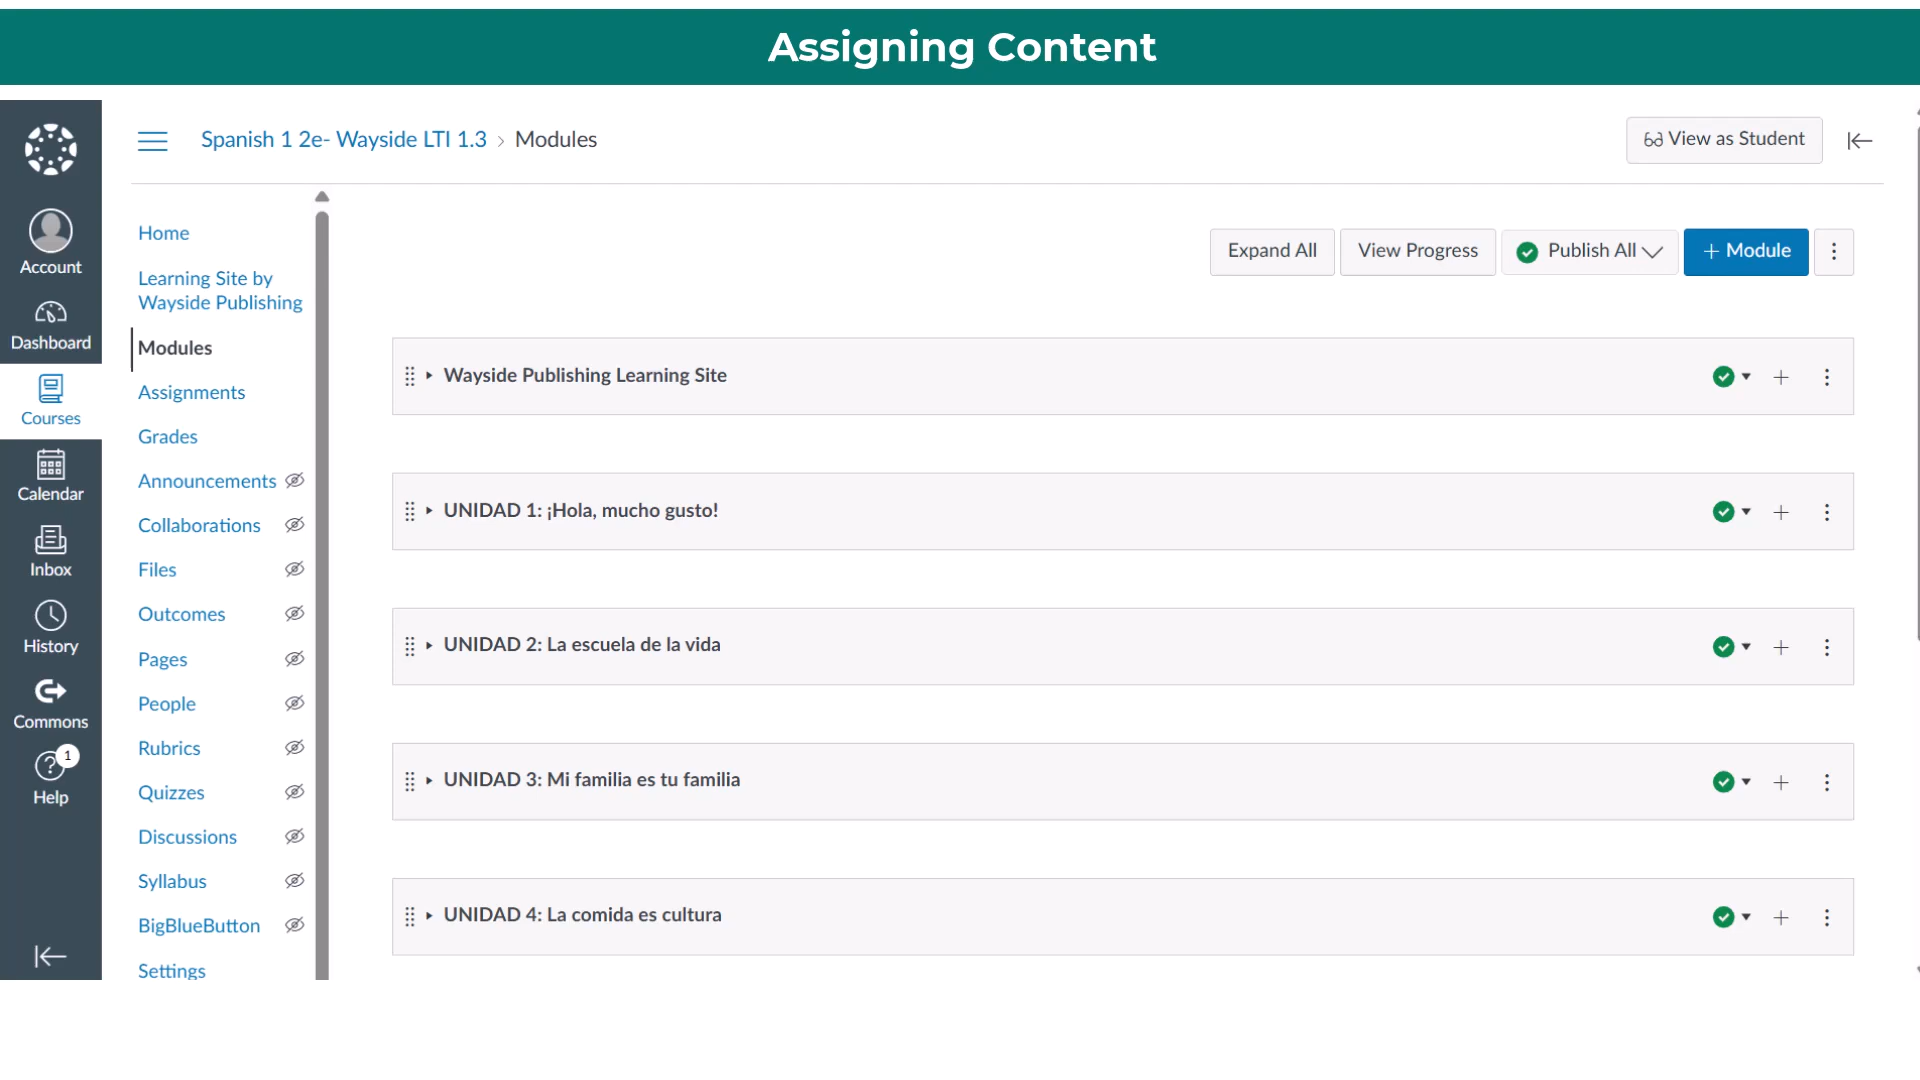 Assigning Content
Spanish 1 2e- Wayside LTI 1.3 › Modules
View as Student
Account
Dashboard
Courses
Calendar
Inbox
History
Commons
1
Help
Home
Learning Site by
Wayside Publishing
Modules
Assignments
Grades
Announcements
Collaborations
Files
Outcomes
Pages
People
Rubrics
Quizzes
Discussions
Syllabus
BigBlueButton
Settings
Expand All
View Progress
Publish All
+ Module
Wayside Publishing Learning Site
UNIDAD 1: ¡Hola, mucho gusto!
UNIDAD 2: La escuela de la vida
UNIDAD 3: Mi familia es tu familia
UNIDAD 4: La comida es cultura